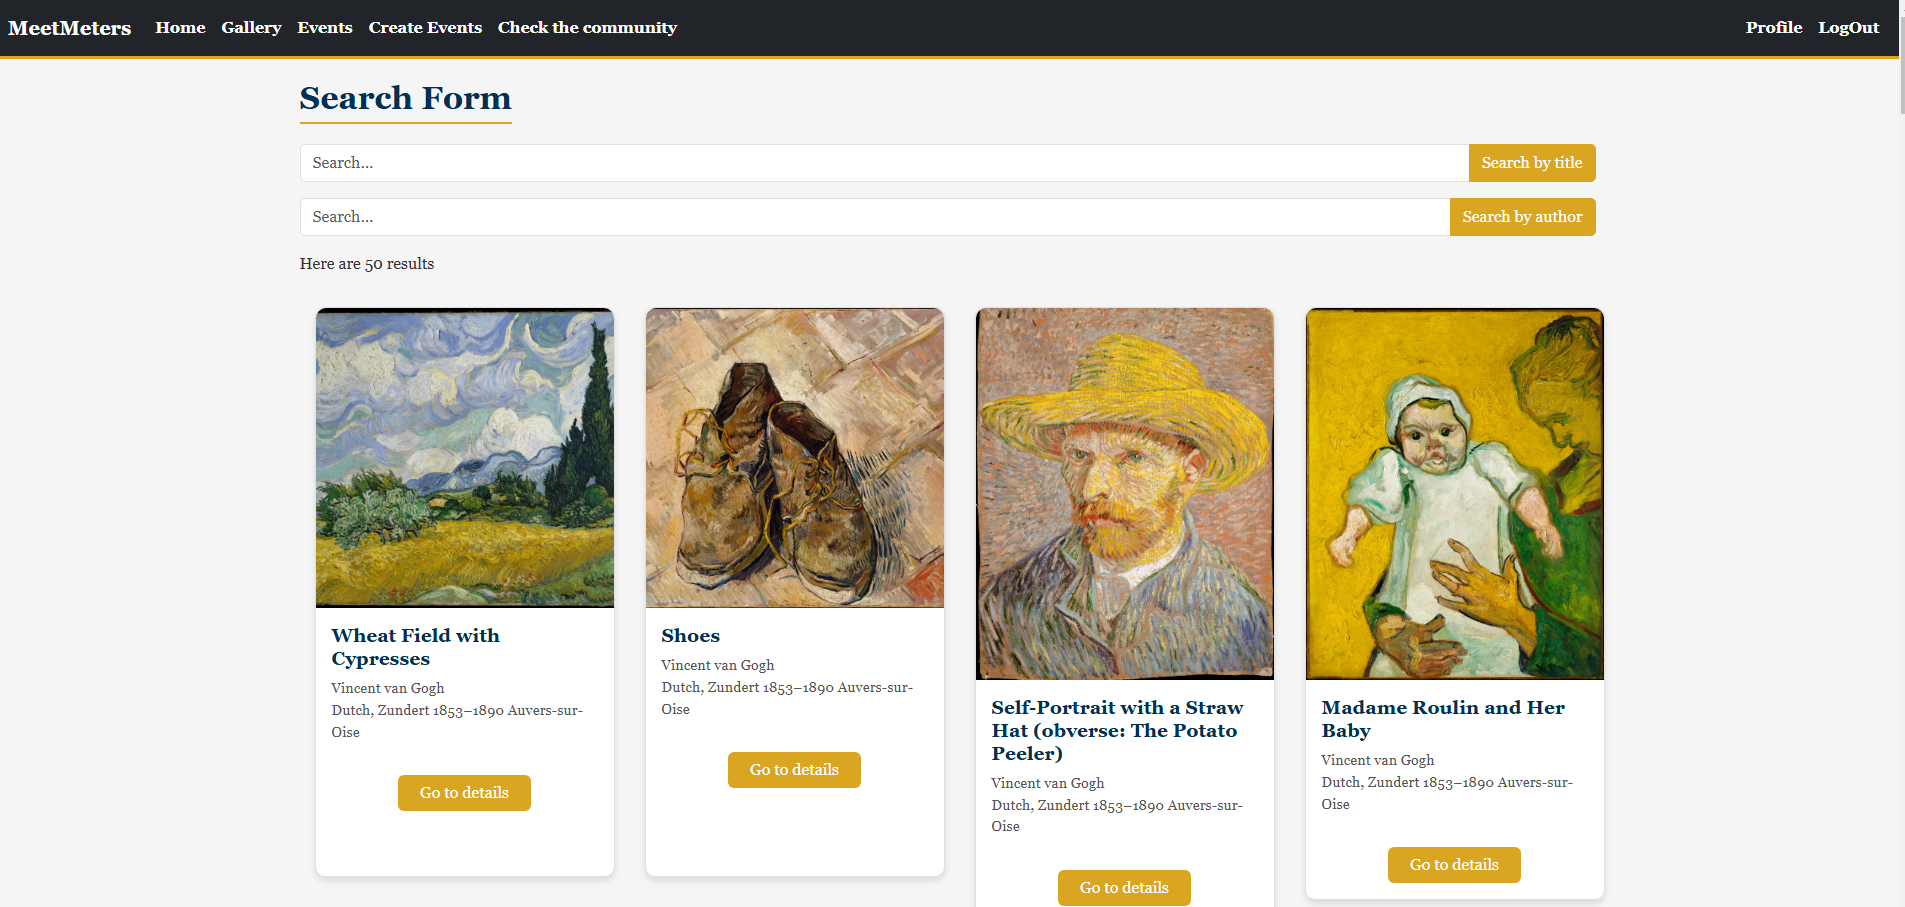 MeetMeters Home Gallery Events Create Events Check the community Profile LogOut
Search Form
Search... Search by title
Search... Search by author
Here are 50 results
Wheat Field with
Cypresses
Vincent van Gogh
Dutch, Zundert 1853–1890 Auvers-sur-
Oise
Go to details
Shoes
Vincent van Gogh
Dutch, Zundert 1853–1890 Auvers-sur-
Oise
Go to details
Self-Portrait with a Straw
Hat (obverse: The Potato
Peeler)
Vincent van Gogh
Dutch, Zundert 1853–1890 Auvers-sur-
Oise
Go to details
Madame Roulin and Her
Baby
Vincent van Gogh
Dutch, Zundert 1853–1890 Auvers-sur-
Oise
Go to details